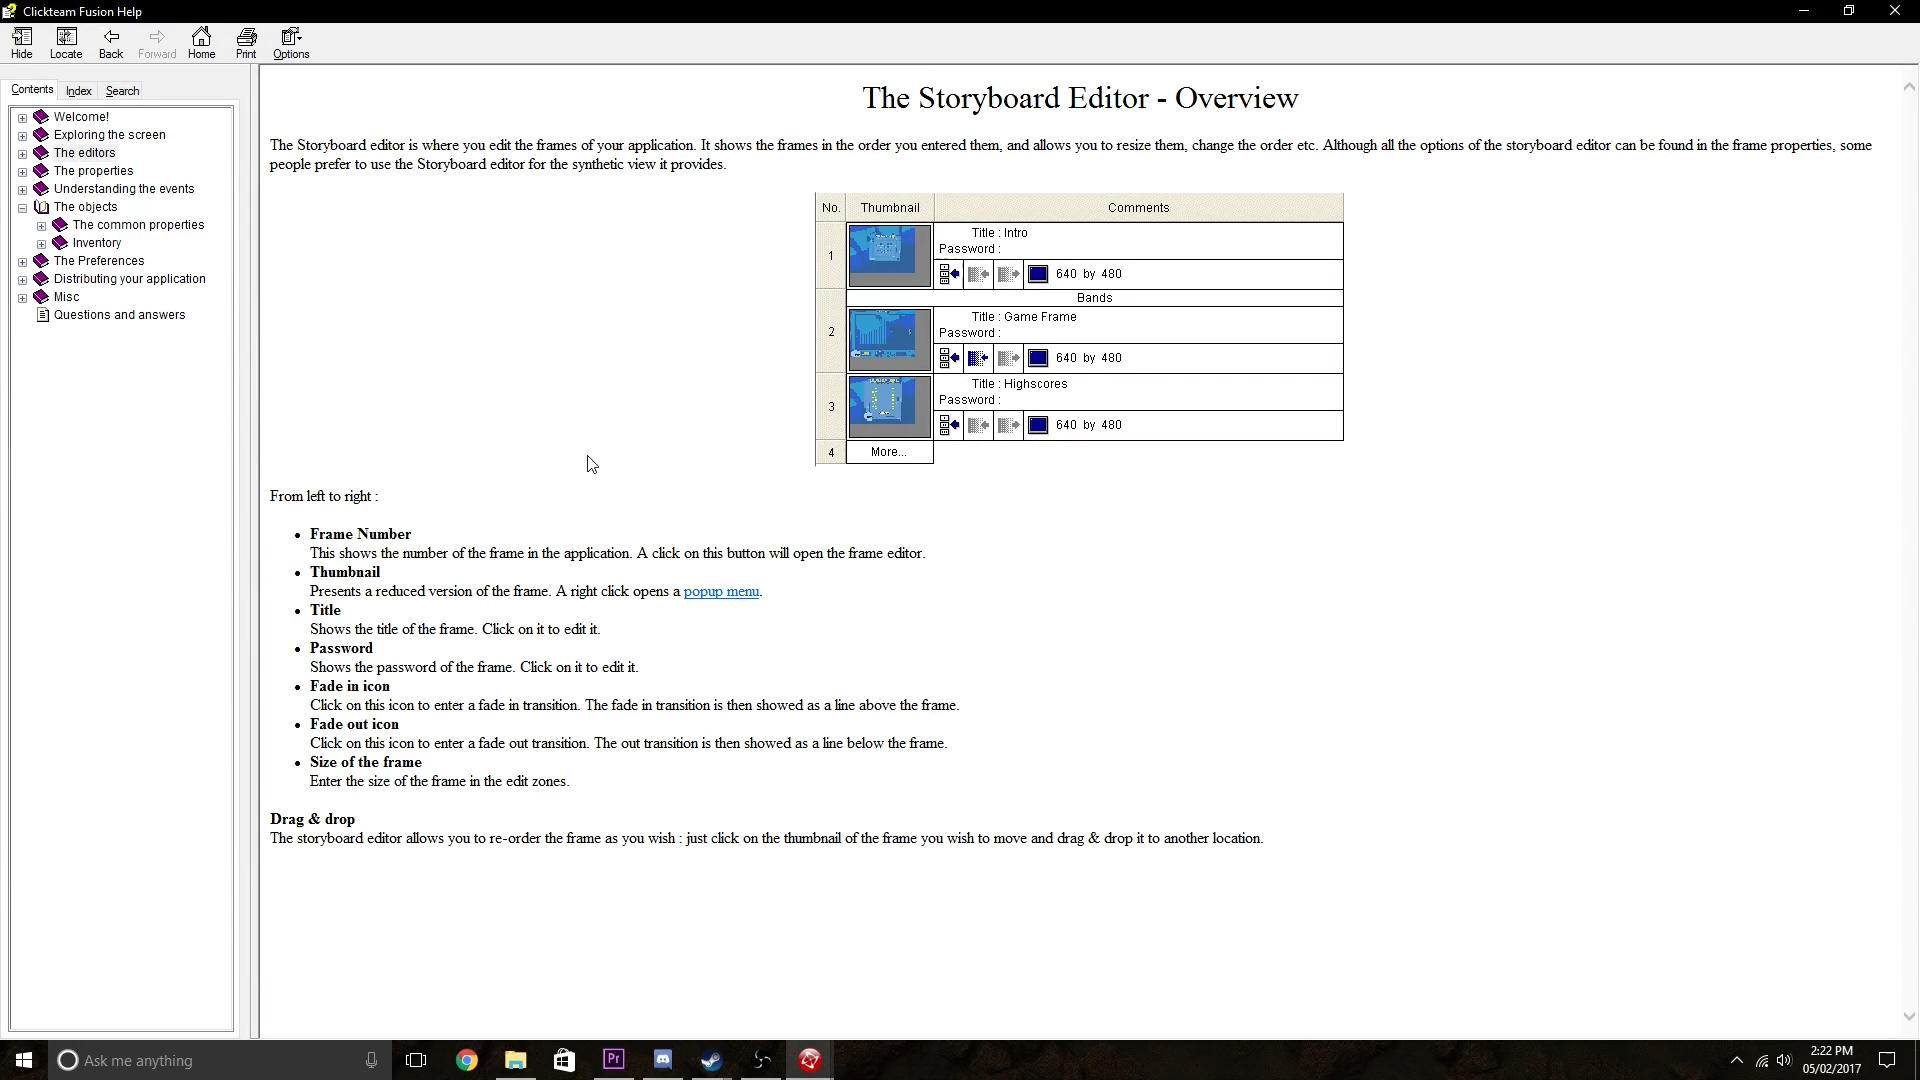 Clickteam Fusion Help
Hide Locate Back Forward Home Print Options
Contents Index Search
Welcome!
Exploring the screen
The editors
The properties
Understanding the events
The objects
The common properties
Inventory
The Preferences
Distributing your application
Misc
Questions and answers
The Storyboard Editor - Overview
The Storyboard editor is where you edit the frames of your application. It shows the frames in the order you entered them, and allows you to resize them, change the order etc. Although all the options of the storyboard editor can be found in the frame properties, some
people prefer to use the Storyboard editor for the synthetic view it provides.
No. Thumbnail Comments
1
Title : Intro
Password :
640 by 480
Bands
2
Title : Game Frame
Password :
640 by 480
3
Title : Highscores
Password :
640 by 480
4 More...
From left to right :
• Frame Number
This shows the number of the frame in the application. A click on this button will open the frame editor.
• Thumbnail
Presents a reduced version of the frame. A right click opens a popup menu.
• Title
Shows the title of the frame. Click on it to edit it.
• Password
Shows the password of the frame. Click on it to edit it.
• Fade in icon
Click on this icon to enter a fade in transition. The fade in transition is then showed as a line above the frame.
• Fade out icon
Click on this icon to enter a fade out transition. The out transition is then showed as a line below the frame.
• Size of the frame
Enter the size of the frame in the edit zones.
Drag & drop
The storyboard editor allows you to re-order the frame as you wish : just click on the thumbnail of the frame you wish to move and drag & drop it to another location.
Ask me anything
Pr
2:22 PM
05/02/2017